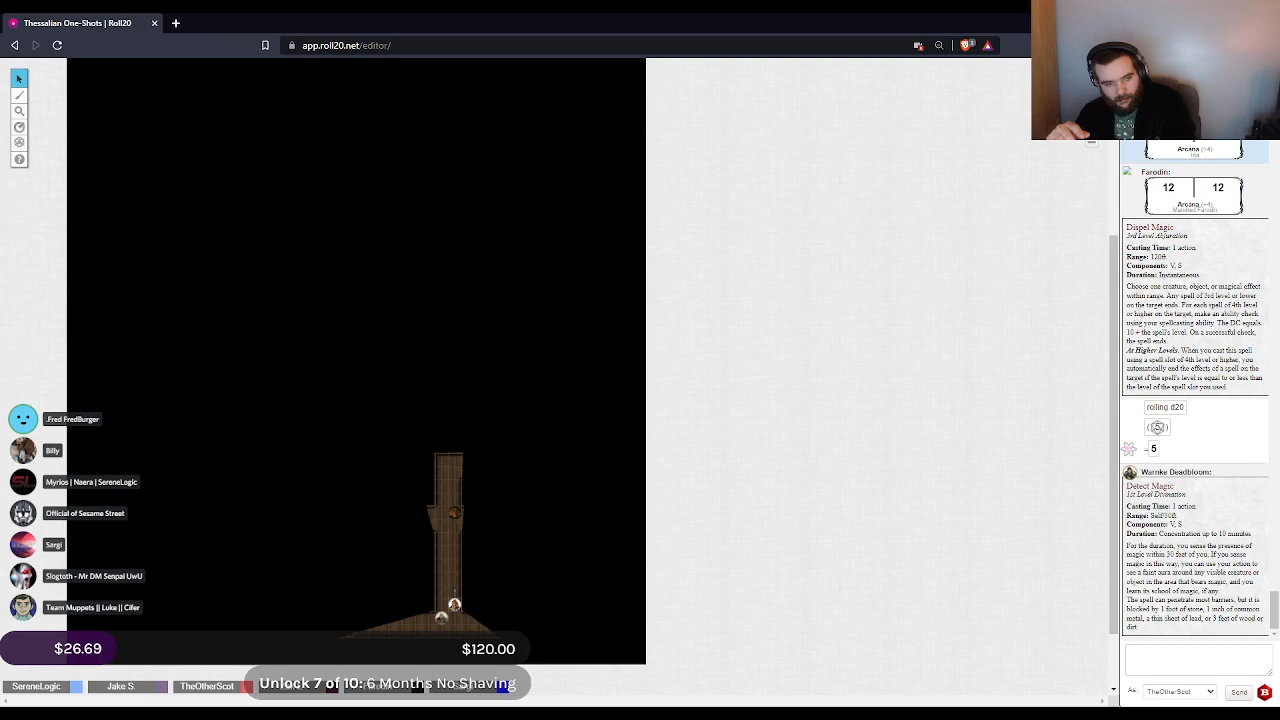 Thessalian One-Shots | Roll20
app.roll20.net/editor/
Arcana (+4)
Ids
Farodin:
12 12
Arcana (+4)
Mandred Farodin
Dispel Magic
3rd Level Abjuration
Casting Time: 1 action
Range: 120ft
Components: V, S
Duration: Instantaneous
Choose one creature, object, or magical effect
within range. Any spell of 3rd level or lower
on the target ends. For each spell of 4th level
or higher on the target, make an ability check
using your spellcasting ability. The DC equals
10 + the spell's level. On a successful check,
the spell ends.
At Higher Levels. When you cast this spell
using a spell slot of 4th level or higher, you
automatically end the effects of a spell on the
target if the spell's level is equal to or less than
the level of the spell slot you used.
rolling d20
(5)
=5
Warnke Deadbloom:
Detect Magic
1st Level Divination
Casting Time: 1 action
Range: Self/30ft
Components: V, S
Duration: Concentration up to 10 minutes
For the duration, you sense the presence of
magic within 30 feet of you. If you sense
magic in this way, you can use your action to
see a faint aura around any visible creature or
object in the area that bears magic, and you
learn its school of magic, if any.
The spell can penetrate most barriers, but it is
blocked by 1 foot of stone, 1 inch of common
metal, a thin sheet of lead, or 3 feet of wood or
dirt.
As: TheOtherScot Send
.Fred FredBurger
Billy
Myrios | Naera | SereneLogic
Official of Sesame Street
Sargi
Slogtoth - Mr DM Senpai UwU
Team Muppets || Luke || Cifer
$26.69 $120.00
Unlock 7 of 10: 6 Months No Shaving
SereneLogic Jake S. TheOtherScot